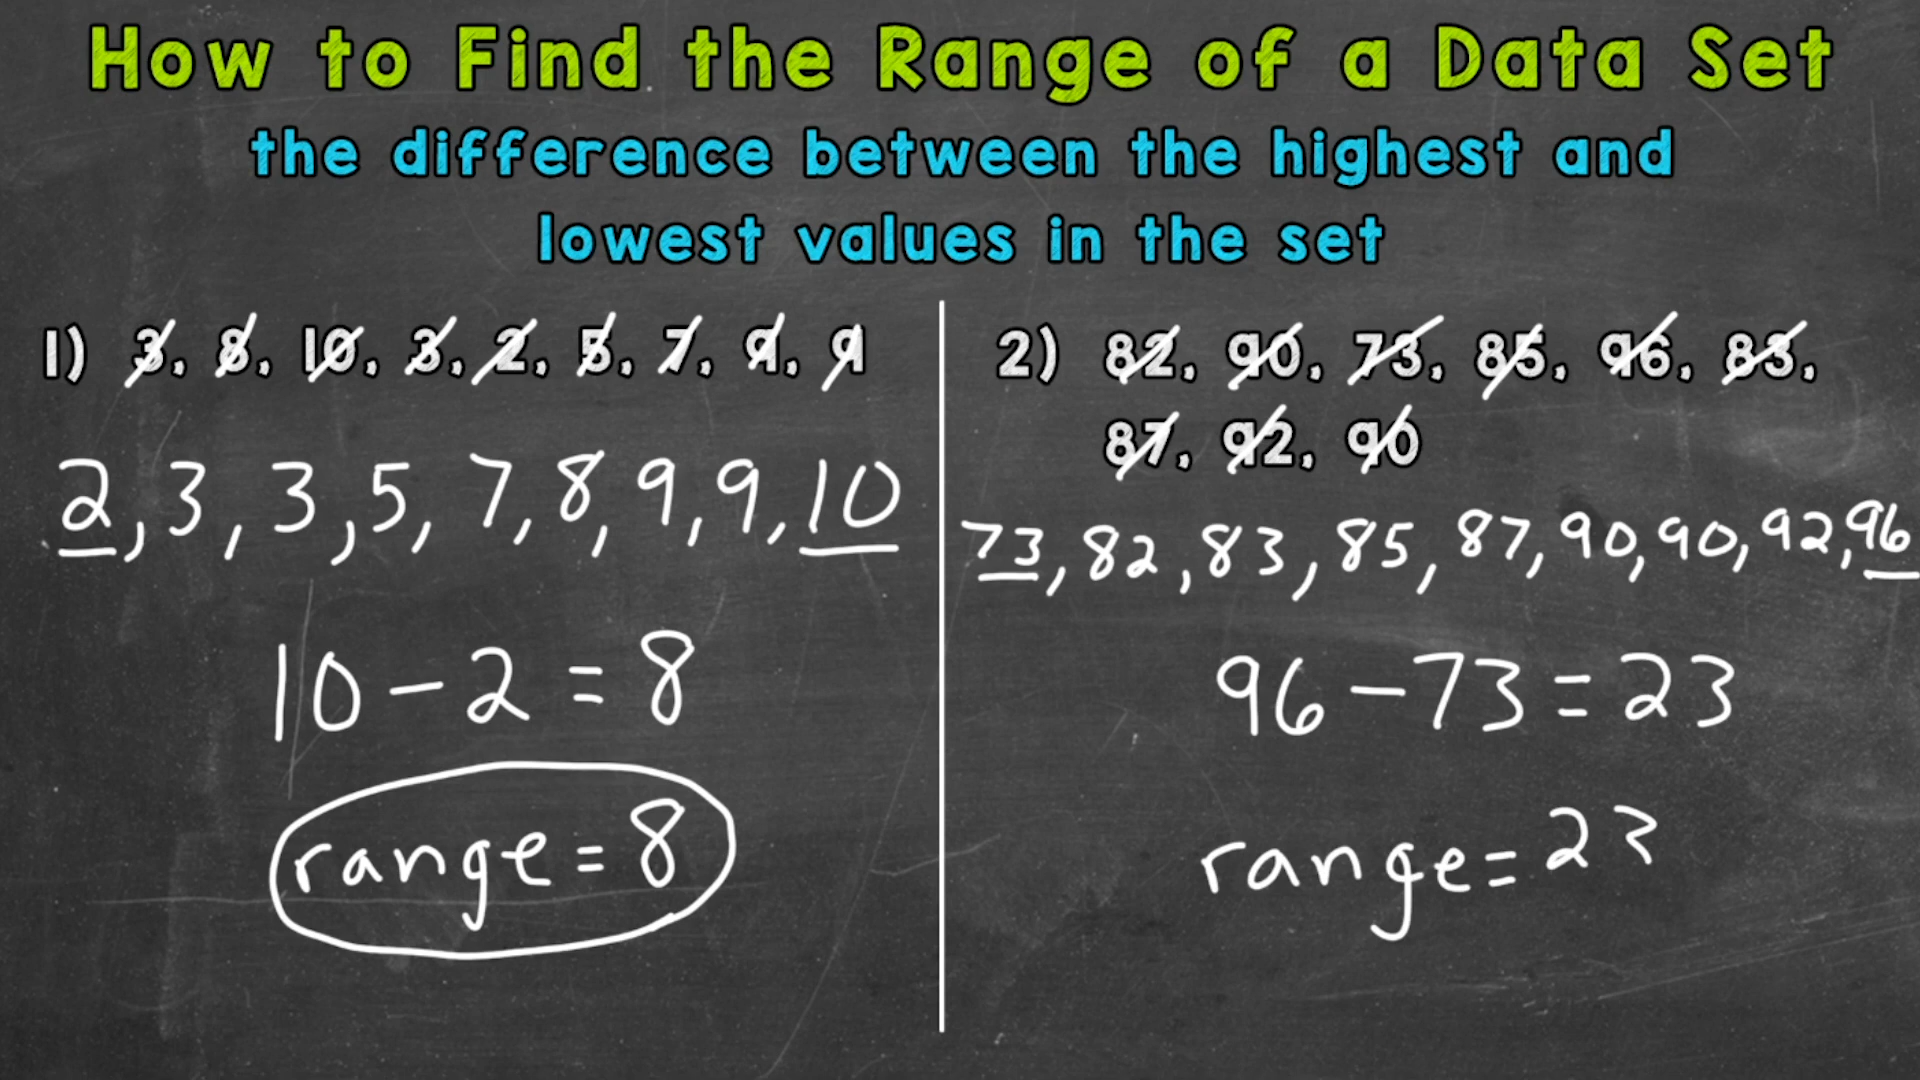 How to Find the Range of a Data Set
the difference between the highest and
lowest values in the set
1) 3, 8, 10, 3, 2, 5, 7, 9, 9
2, 3, 3, 5, 7, 8, 9, 9, 10
10 - 2 = 8
range = 8
2) 82, 90, 73, 85, 96, 83,
87, 92, 90
73, 82, 83, 85, 87, 90, 90, 92, 96
96 - 73 = 23
range = 23